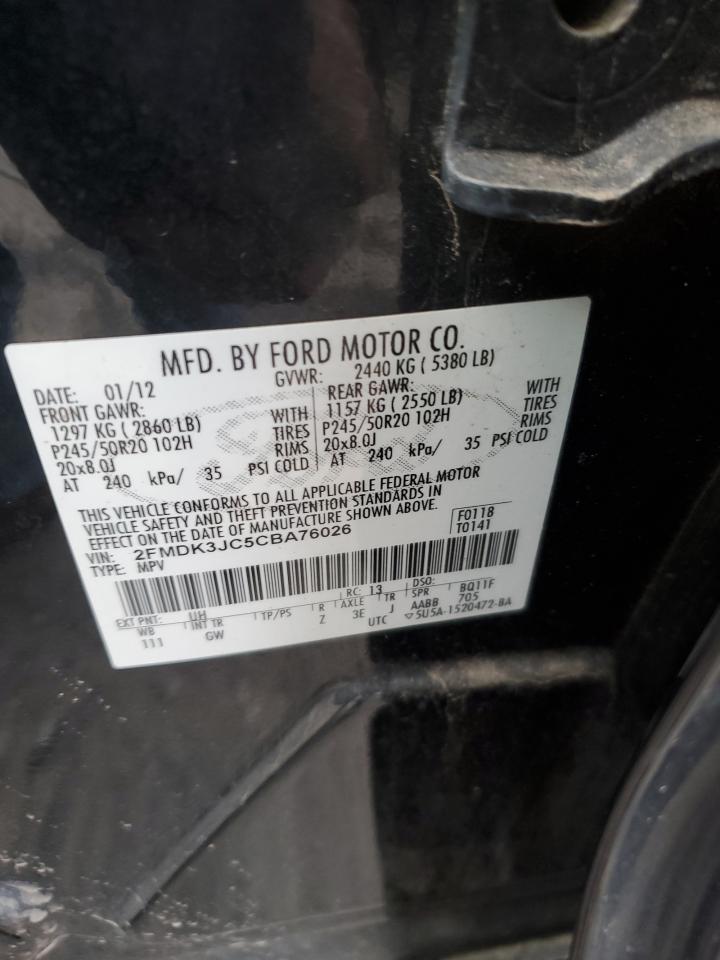 MFD. BY FORD MOTOR CO.
DATE: 01/12
GVWR: 2440 KG ( 5380 LB)
FRONT GAWR:
1297 KG ( 2860 LB) WITH
P245/50R20 102H TIRES
20x8.0J RIMS
AT 240 kPa/ 35 PSI COLD
REAR GAWR: WITH
1157 KG ( 2550 LB) TIRES
P245/50R20 102H RIMS
20x8.0J
AT 240 kPa/ 35 PSI COLD
THIS VEHICLE CONFORMS TO ALL APPLICABLE FEDERAL MOTOR
VEHICLE SAFETY AND THEFT PREVENTION STANDARDS IN
EFFECT ON THE DATE OF MANUFACTURE SHOWN ABOVE.
VIN: 2FMDK3JC5CBA76026
TYPE: MPV
F0118
T0141
EXT PNT: UH RC: 13 DSO: BQ11F
WB INT TR TP/PS R AXLE TR SPR 705
111 GW Z 3E J AABB
UTC ▽5U5A-1520472-BA